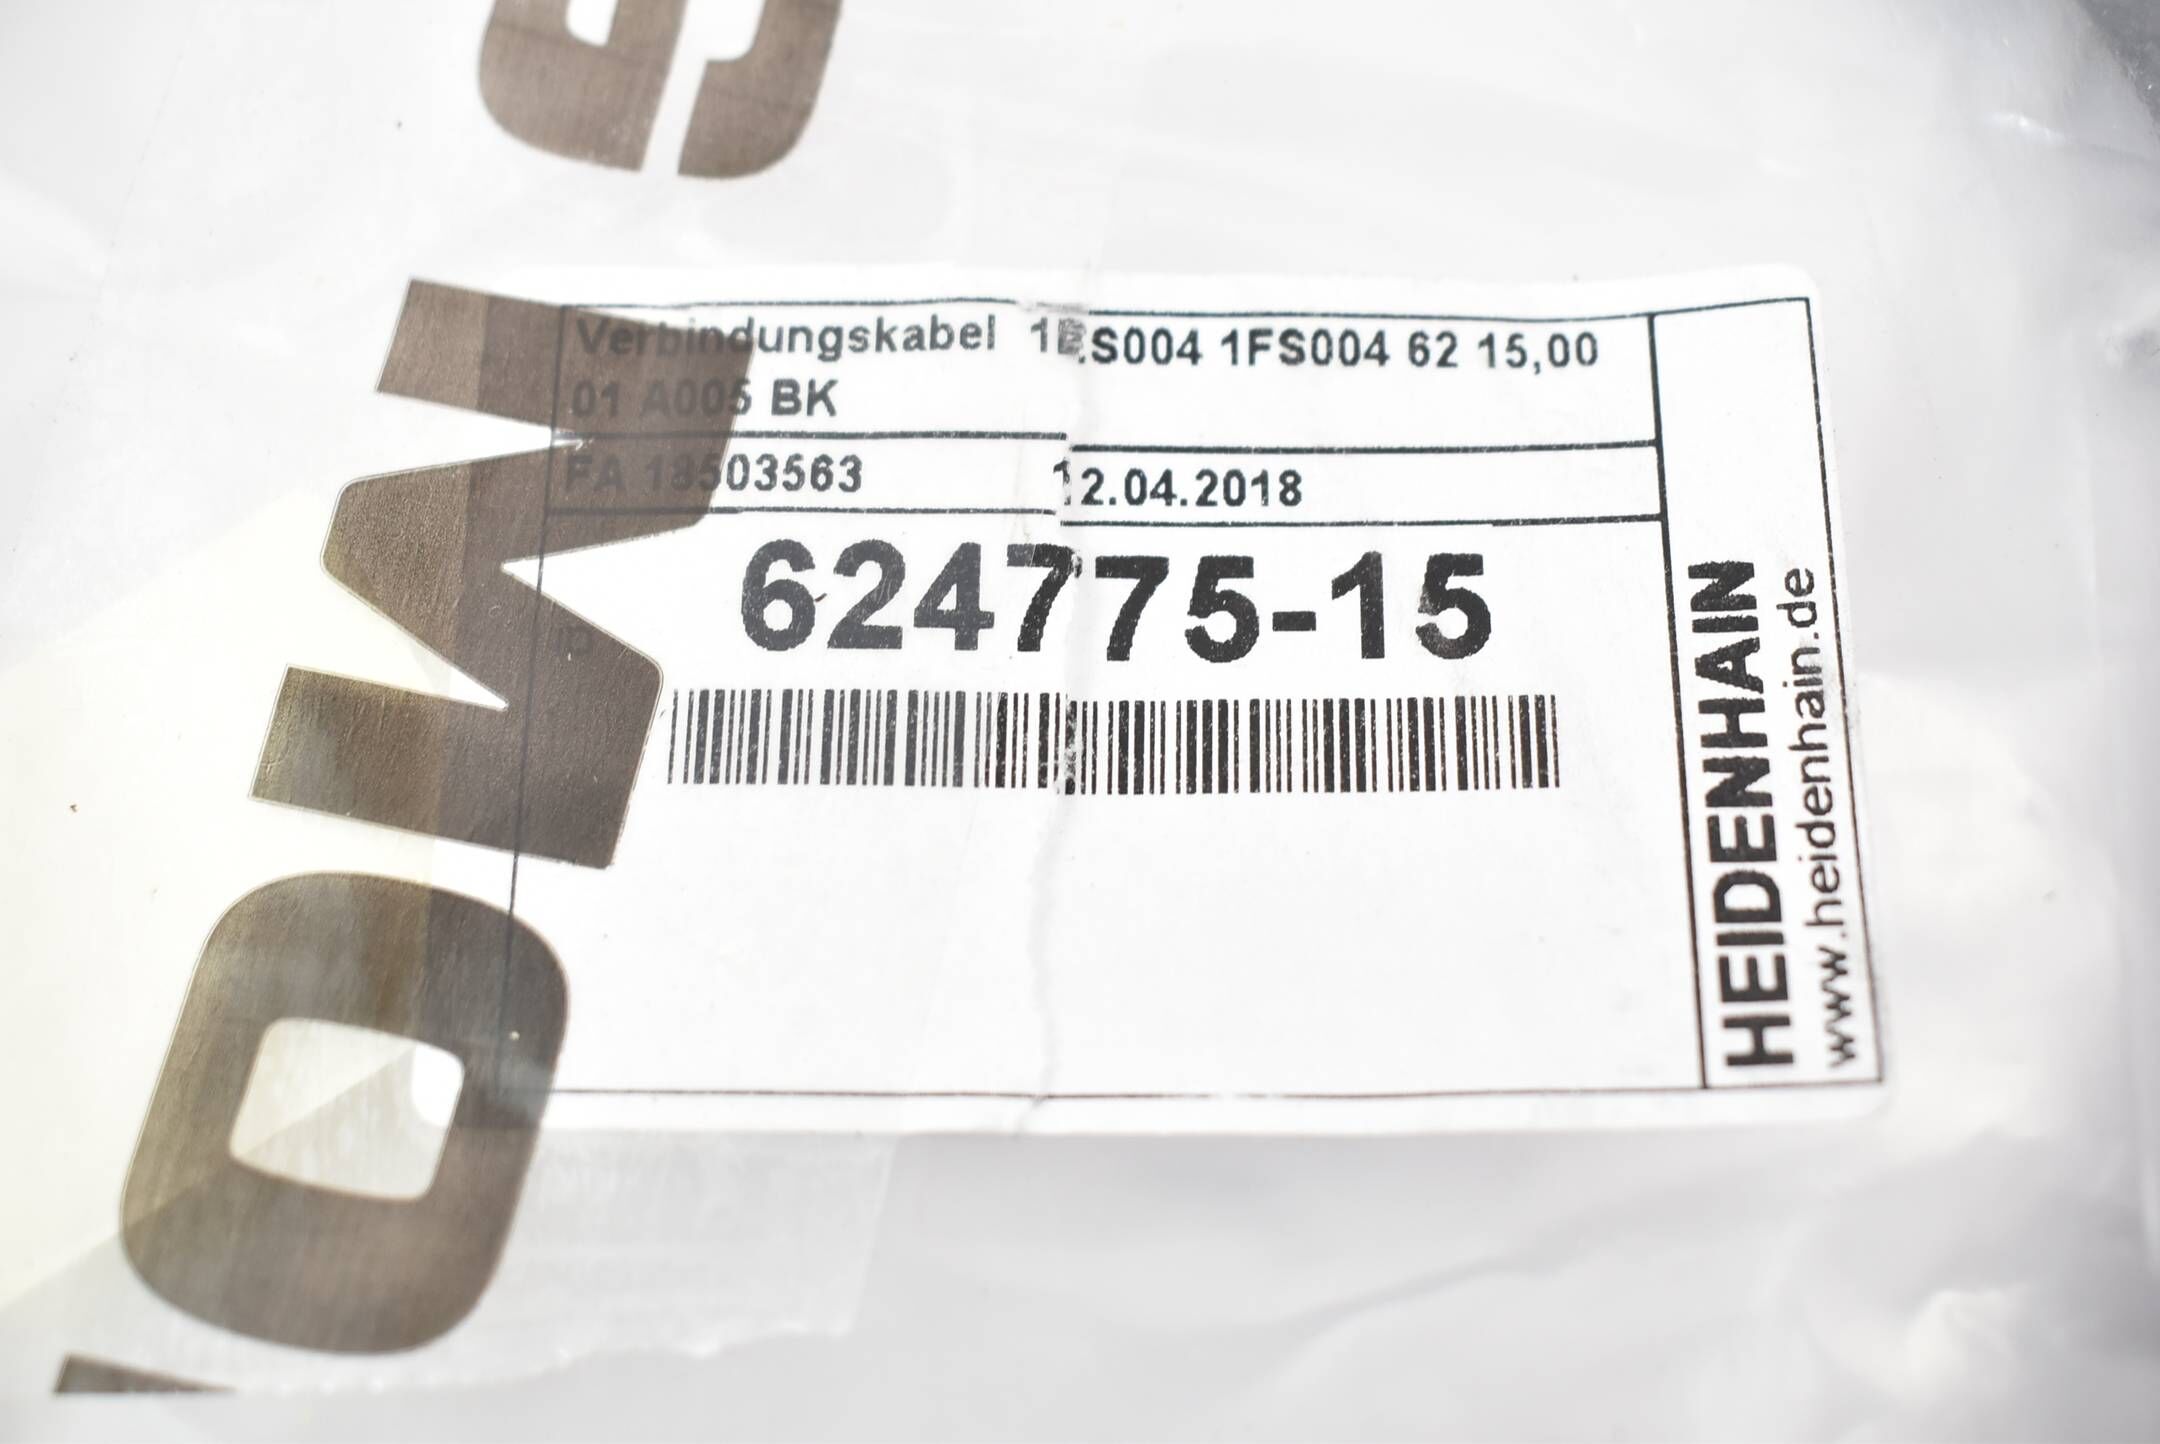 Verbindungskabel 1FS004 62 15,00
01 A005 BK
FA 18503563 12.04.2018
624775-15
HEIDENHAIN
www.heidenhain.de